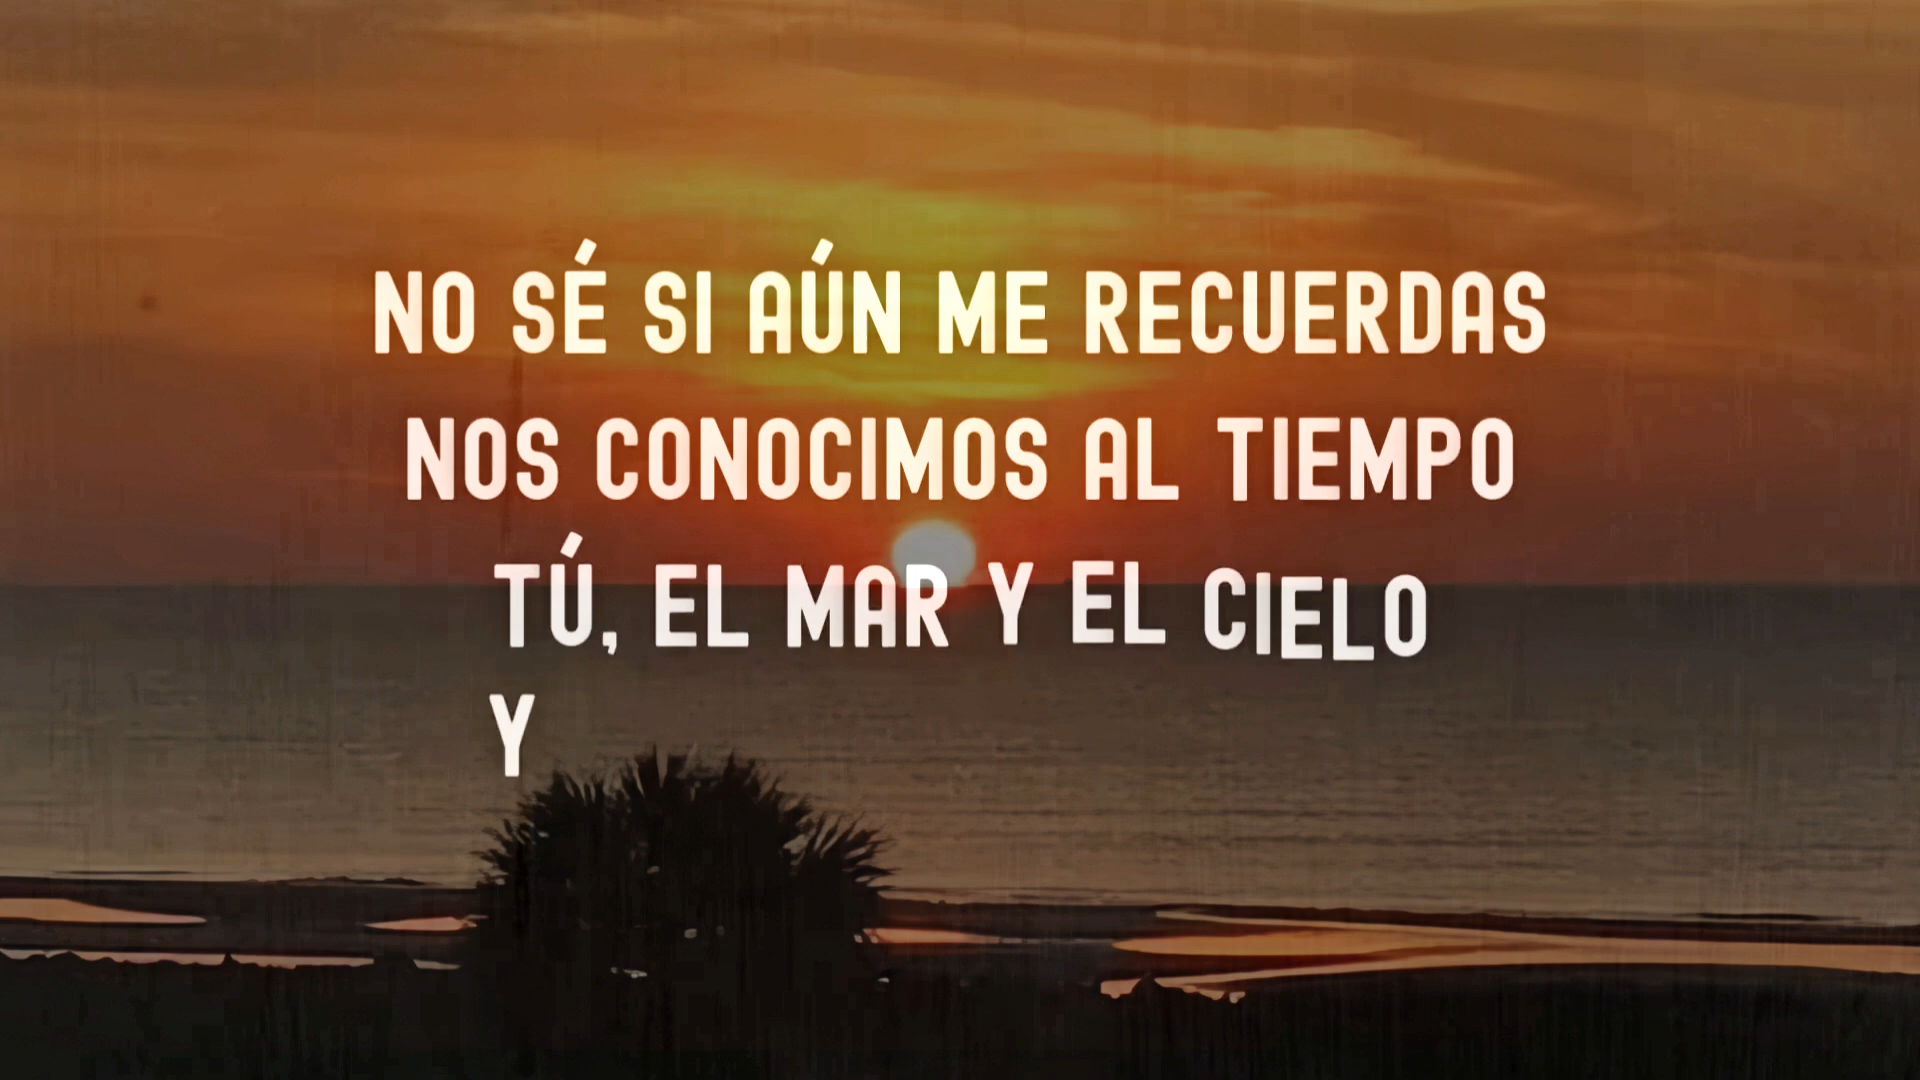 NO SÉ SI AÚN ME RECUERDAS
NOS CONOCIMOS AL TIEMPO
TÚ, EL MAR Y EL CIELO
Y